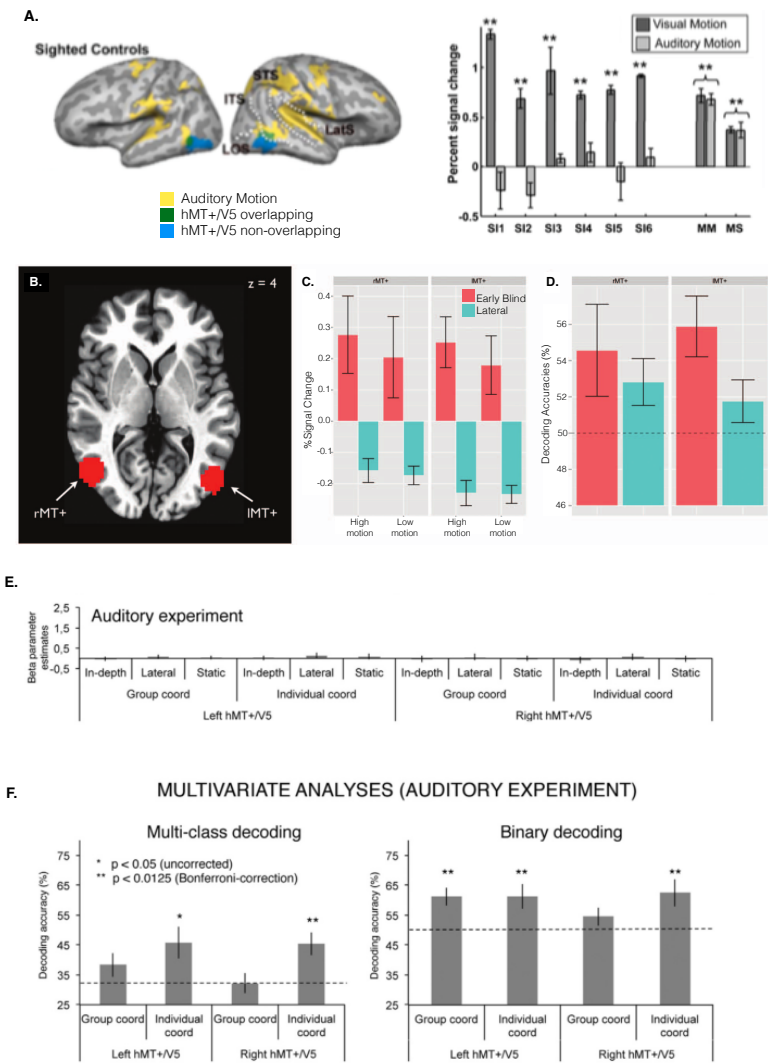 A.
Sighted Controls
STS
ITS
LOS
LatS
Auditory Motion
hMT+/V5 overlapping
hMT+/V5 non-overlapping
Percent signal change
1
0.5
0
-0.5
Visual Motion
Auditory Motion
** ** ** ** ** ** ** **
SI1 SI2 SI3 SI4 SI5 SI6 MM MS
B.
z = 4
rMT+
lMT+
C.
rMT+ lMT+
Early Blind
Lateral
%Signal Change
0.4
0.3
0.2
0.1
0.0
-0.1
-0.2
High motion Low motion High motion Low motion
D.
rMT+ lMT+
Decoding Accuracies (%)
56
54
52
50
48
46
E.
Auditory experiment
Beta parameter estimates
2,5
1,5
0,5
-0,5
In-depth Lateral Static In-depth Lateral Static In-depth Lateral Static In-depth Lateral Static
Group coord Individual coord Group coord Individual coord
Left hMT+/V5 Right hMT+/V5
F.
MULTIVARIATE ANALYSES (AUDITORY EXPERIMENT)
Multi-class decoding
Decoding accuracy (%)
75
65
55
45
35
25
* p < 0.05 (uncorrected)
** p < 0.0125 (Bonferroni-correction)
* **
Group coord Individual coord Group coord Individual coord
Left hMT+/V5 Right hMT+/V5
Binary decoding
Decoding accuracy (%)
75
65
55
45
35
25
** ** **
Group coord Individual coord Group coord Individual coord
Left hMT+/V5 Right hMT+/V5